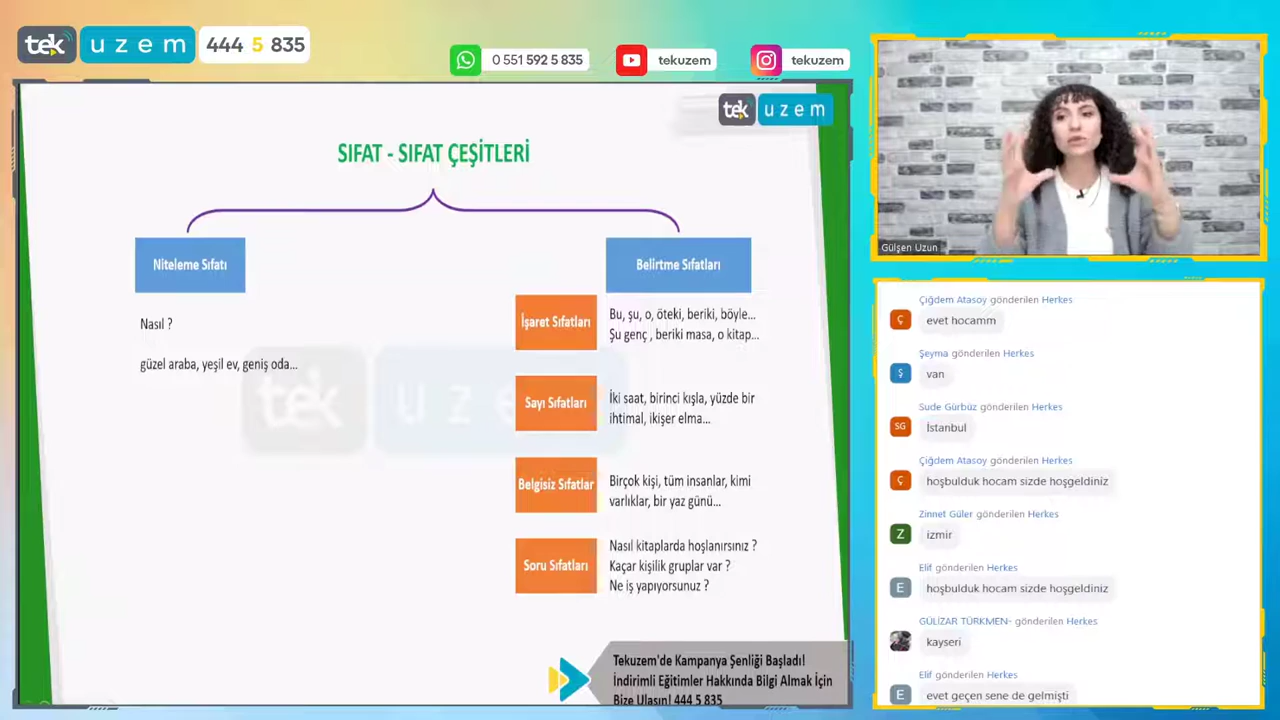 tek uzem 444 5 835
0 551 592 5 835
tekuzem
tekuzem
tek uzem
SIFAT - SIFAT ÇEŞİTLERİ
Niteleme Sıfatı
Nasıl ?
güzel araba, yeşil ev, geniş oda...
Belirtme Sıfatları
İşaret Sıfatları
Bu, şu, o, öteki, beriki, böyle...
Şu genç , beriki masa, o kitap...
Sayı Sıfatları
İki saat, birinci kışla, yüzde bir
ihtimal, ikişer elma...
Belgisiz Sıfatlar
Birçok kişi, tüm insanlar, kimi
varlıklar, bir yaz günü...
Soru Sıfatları
Nasıl kitaplarda hoşlanırsınız ?
Kaçar kişilik gruplar var ?
Ne iş yapıyorsunuz ?
tek uze
Tekuzem'de Kampanya Şenliği Başladı!
İndirimli Eğitimler Hakkında Bilgi Almak İçin
Bize Ulaşın! 444 5 835
Gülşen Uzun
Çiğdem Atasoy gönderilen Herkes
Ç
evet hocamm
Şeyma gönderilen Herkes
Ş
van
Sude Gürbüz gönderilen Herkes
SG
İstanbul
Çiğdem Atasoy gönderilen Herkes
Ç
hoşbulduk hocam sizde hoşgeldiniz
Zinnet Güler gönderilen Herkes
Z
izmir
Elif gönderilen Herkes
E
hoşbulduk hocam sizde hoşgeldiniz
GÜLİZAR TÜRKMEN- gönderilen Herkes
kayseri
Elif gönderilen Herkes
E
evet geçen sene de gelmişti